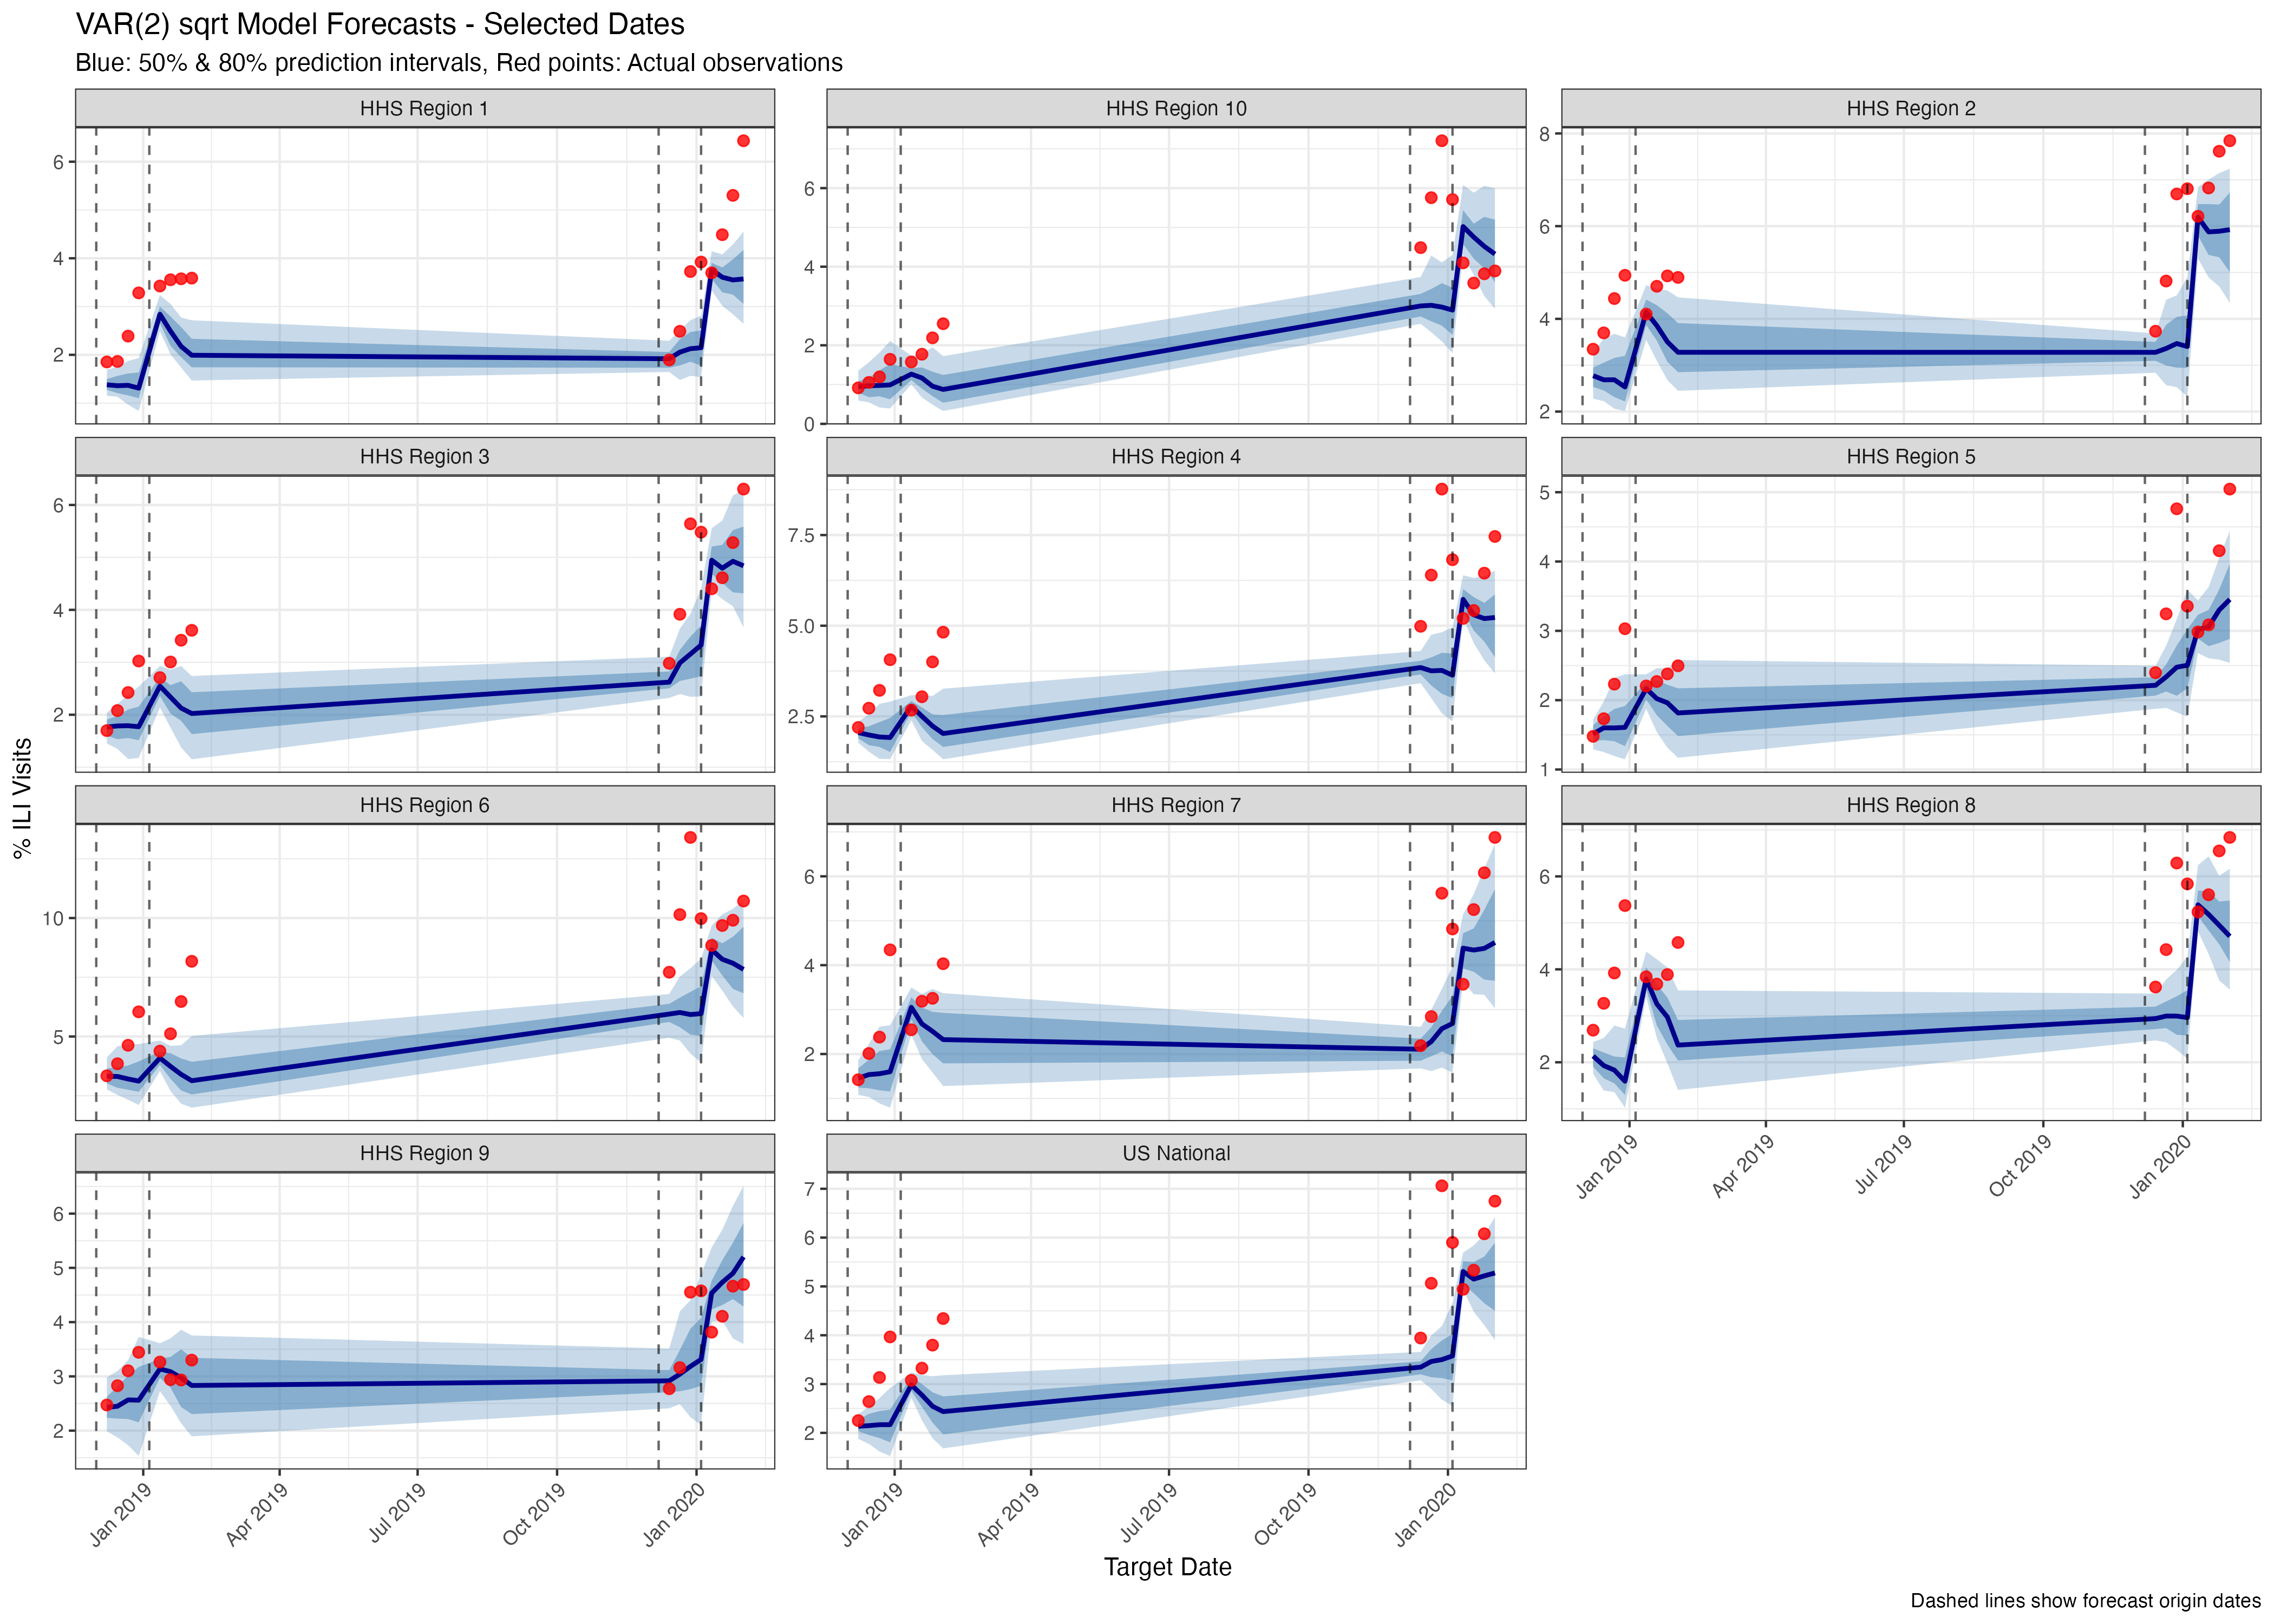 VAR(2) sqrt Model Forecasts - Selected Dates
Blue: 50% & 80% prediction intervals, Red points: Actual observations
HHS Region 1
HHS Region 10
HHS Region 2
6
4
2
6
4
2
0
8
6
4
2
HHS Region 3
HHS Region 4
HHS Region 5
6
4
2
7.5
5.0
2.5
5
4
3
2
1
HHS Region 6
HHS Region 7
HHS Region 8
10
5
6
4
2
6
4
2
Jan 2019
Apr 2019
Jul 2019
Oct 2019
Jan 2020
HHS Region 9
US National
6
5
4
3
2
7
6
5
4
3
2
Jan 2019
Apr 2019
Jul 2019
Oct 2019
Jan 2020
Jan 2019
Apr 2019
Jul 2019
Oct 2019
Jan 2020
% ILI Visits
Target Date
Dashed lines show forecast origin dates